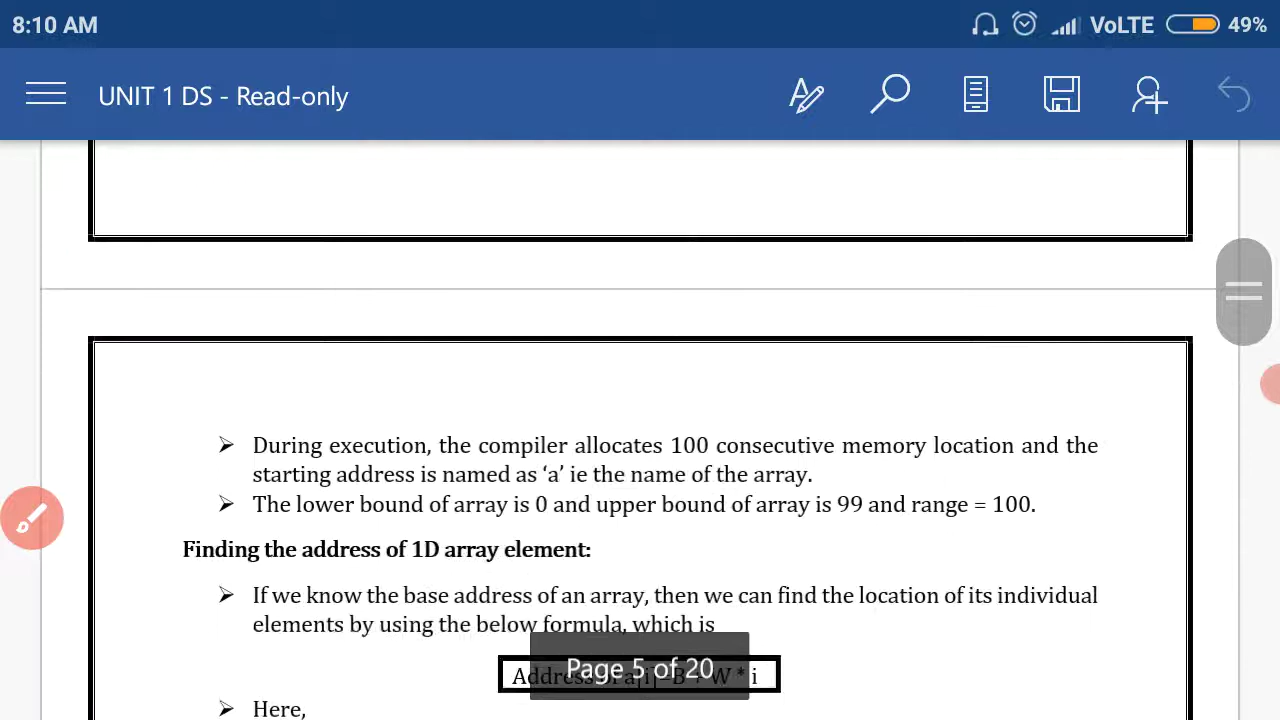 8:10 AM VoLTE 49%
UNIT 1 DS - Read-only
➢ During execution, the compiler allocates 100 consecutive memory location and the
starting address is named as ‘a’ ie the name of the array.
➢ The lower bound of array is 0 and upper bound of array is 99 and range = 100.
Finding the address of 1D array element:
➢ If we know the base address of an array, then we can find the location of its individual
elements by using the below formula, which is
Address of a[i]=B + W * i
Page 5 of 20
➢ Here,